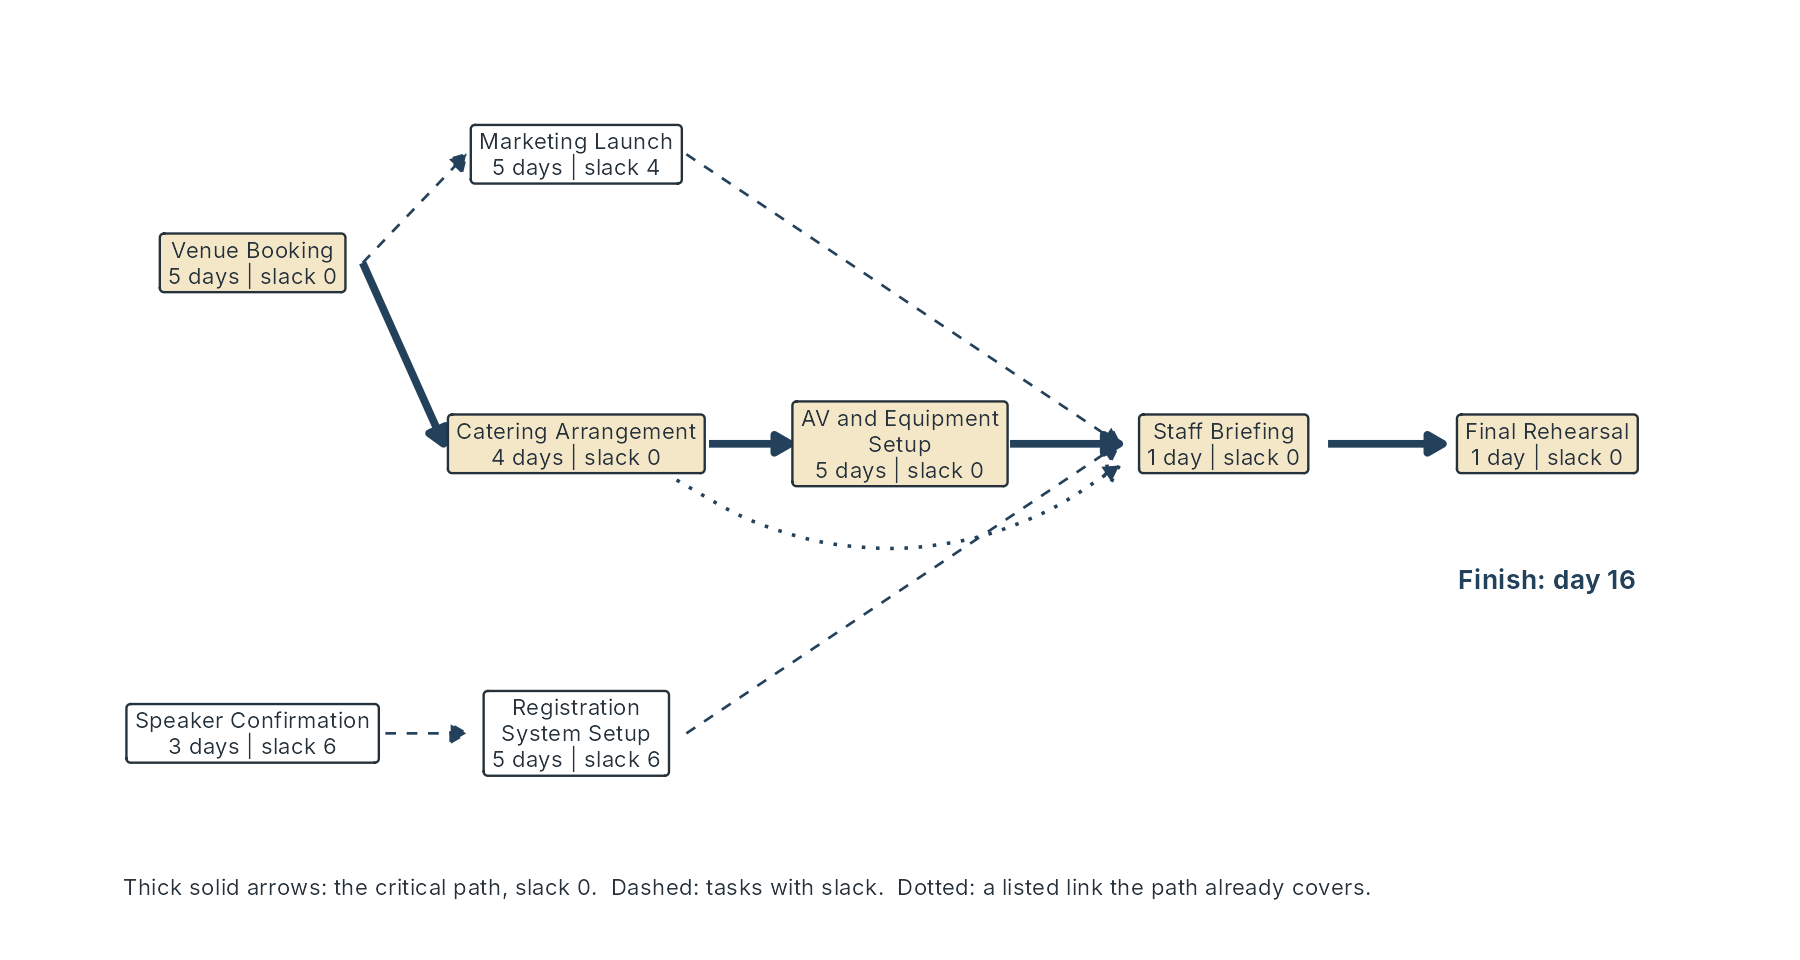 Marketing Launch
5 days | slack 4
Venue Booking
5 days | slack 0
Catering Arrangement
4 days | slack 0
AV and Equipment
Setup
5 days | slack 0
Staff Briefing
1 day | slack 0
Final Rehearsal
1 day | slack 0
Finish: day 16
Speaker Confirmation
3 days | slack 6
Registration
System Setup
5 days | slack 6
Thick solid arrows: the critical path, slack 0.  Dashed: tasks with slack.  Dotted: a listed link the path already covers.